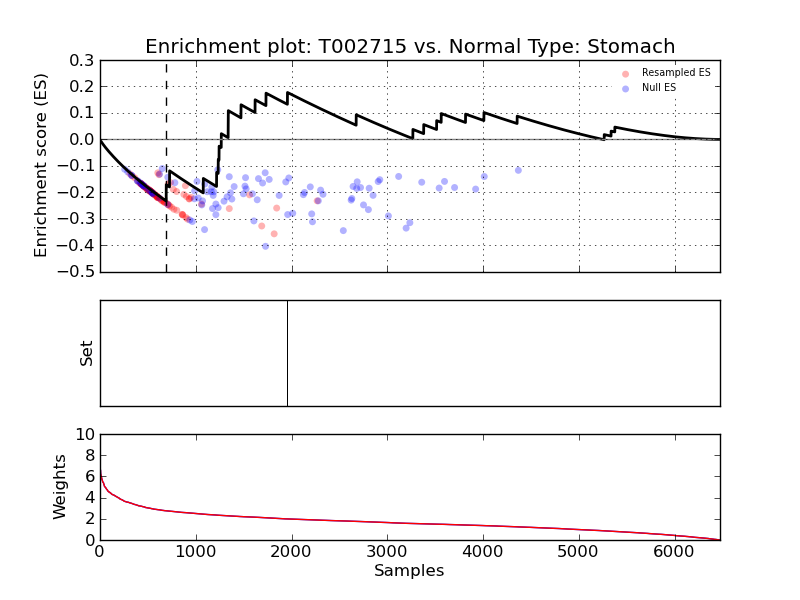 Enrichment plot: T002715 vs. Normal Type: Stomach
Enrichment score (ES)
0.3
0.2
0.1
0.0
−0.1
−0.2
−0.3
−0.4
−0.5
Resampled ES
Null ES
Set
Weights
10
8
6
4
2
0
0 1000 2000 3000 4000 5000 6000
Samples